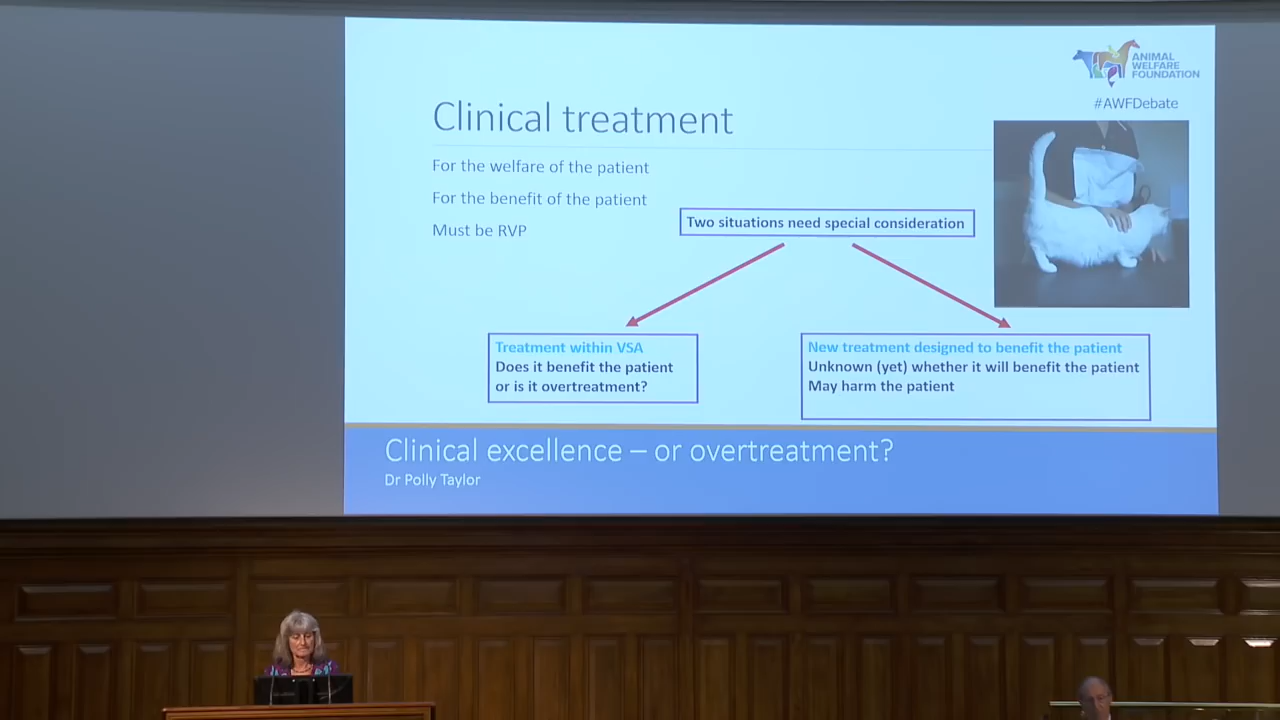 ANIMAL
WELFARE
FOUNDATION
#AWFDebate
Clinical treatment
For the welfare of the patient
For the benefit of the patient
Must be RVP
Two situations need special consideration
Treatment within VSA
Does it benefit the patient
or is it overtreatment?
New treatment designed to benefit the patient
Unknown (yet) whether it will benefit the patient
May harm the patient
Clinical excellence – or overtreatment?
Dr Polly Taylor